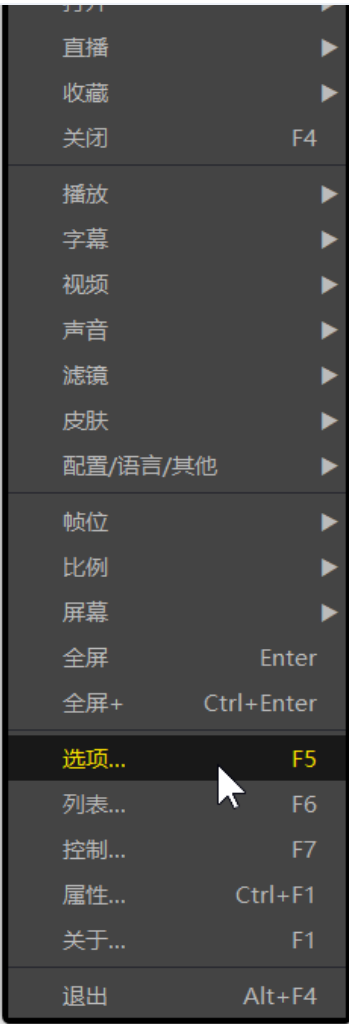 打开
直播
收藏
关闭 F4
播放
字幕
视频
声音
滤镜
皮肤
配置/语言/其他
帧位
比例
屏幕
全屏 Enter
全屏+ Ctrl+Enter
选项... F5
列表... F6
控制... F7
属性... Ctrl+F1
关于... F1
退出 Alt+F4